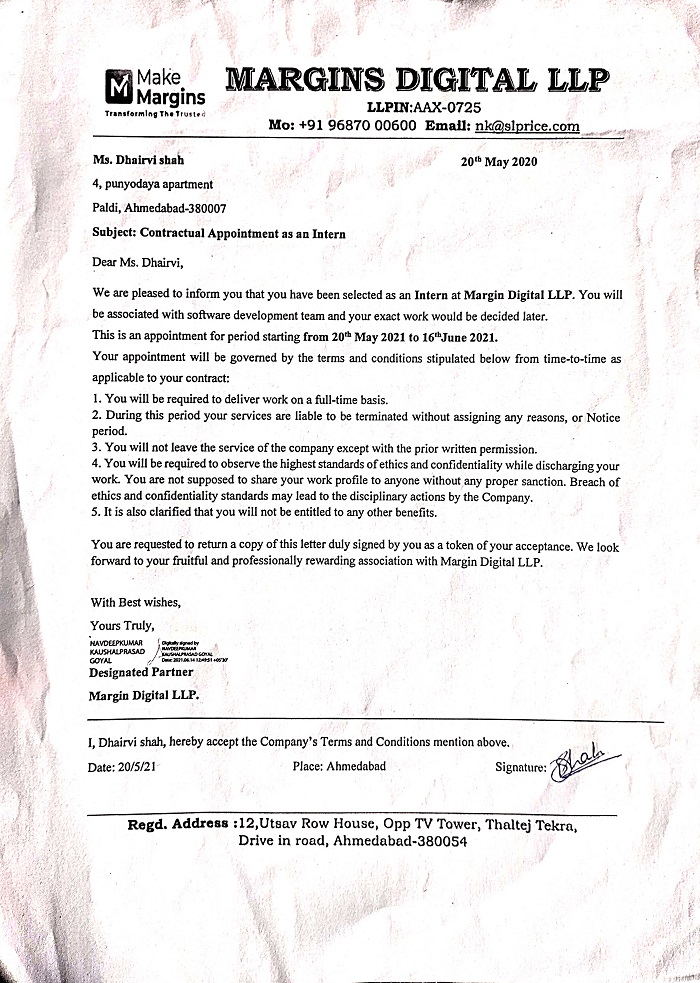 Make
Margins
Transforming The Trusted
MARGINS DIGITAL LLP
LLPIN:AAX-0725
Mo: +91 96870 00600 Email: nk@slprice.com
Ms. Dhairvi shah
20th May 2020
4, punyodaya apartment
Paldi, Ahmedabad-380007
Subject: Contractual Appointment as an Intern
Dear Ms. Dhairvi,
We are pleased to inform you that you have been selected as an Intern at Margin Digital LLP. You will
be associated with software development team and your exact work would be decided later.
This is an appointment for period starting from 20th May 2021 to 16thJune 2021.
Your appointment will be governed by the terms and conditions stipulated below from time-to-time as
applicable to your contract:
1. You will be required to deliver work on a full-time basis.
2. During this period your services are liable to be terminated without assigning any reasons, or Notice
period.
3. You will not leave the service of the company except with the prior written permission.
4. You will be required to observe the highest standards of ethics and confidentiality while discharging your
work. You are not supposed to share your work profile to anyone without any proper sanction. Breach of
ethics and confidentiality standards may lead to the disciplinary actions by the Company.
5. It is also clarified that you will not be entitled to any other benefits.
You are requested to return a copy of this letter duly signed by you as a token of your acceptance. We look
forward to your fruitful and professionally rewarding association with Margin Digital LLP.
With Best wishes,
Yours Truly,
NAVDEEPKUMAR
KAUSHALPRASAD
GOYAL
Digitally signed by
NAVDEEPKUMAR
KAUSHALPRASAD GOYAL
Date: 2021.06.14 12:49:51 +05'30'
Designated Partner
Margin Digital LLP.
I, Dhairvi shah, hereby accept the Company's Terms and Conditions mention above.
Date: 20/5/21 Place: Ahmedabad Signature: Shah
Regd. Address :12,Utsav Row House, Opp TV Tower, Thaltej Tekra,
Drive in road, Ahmedabad-380054